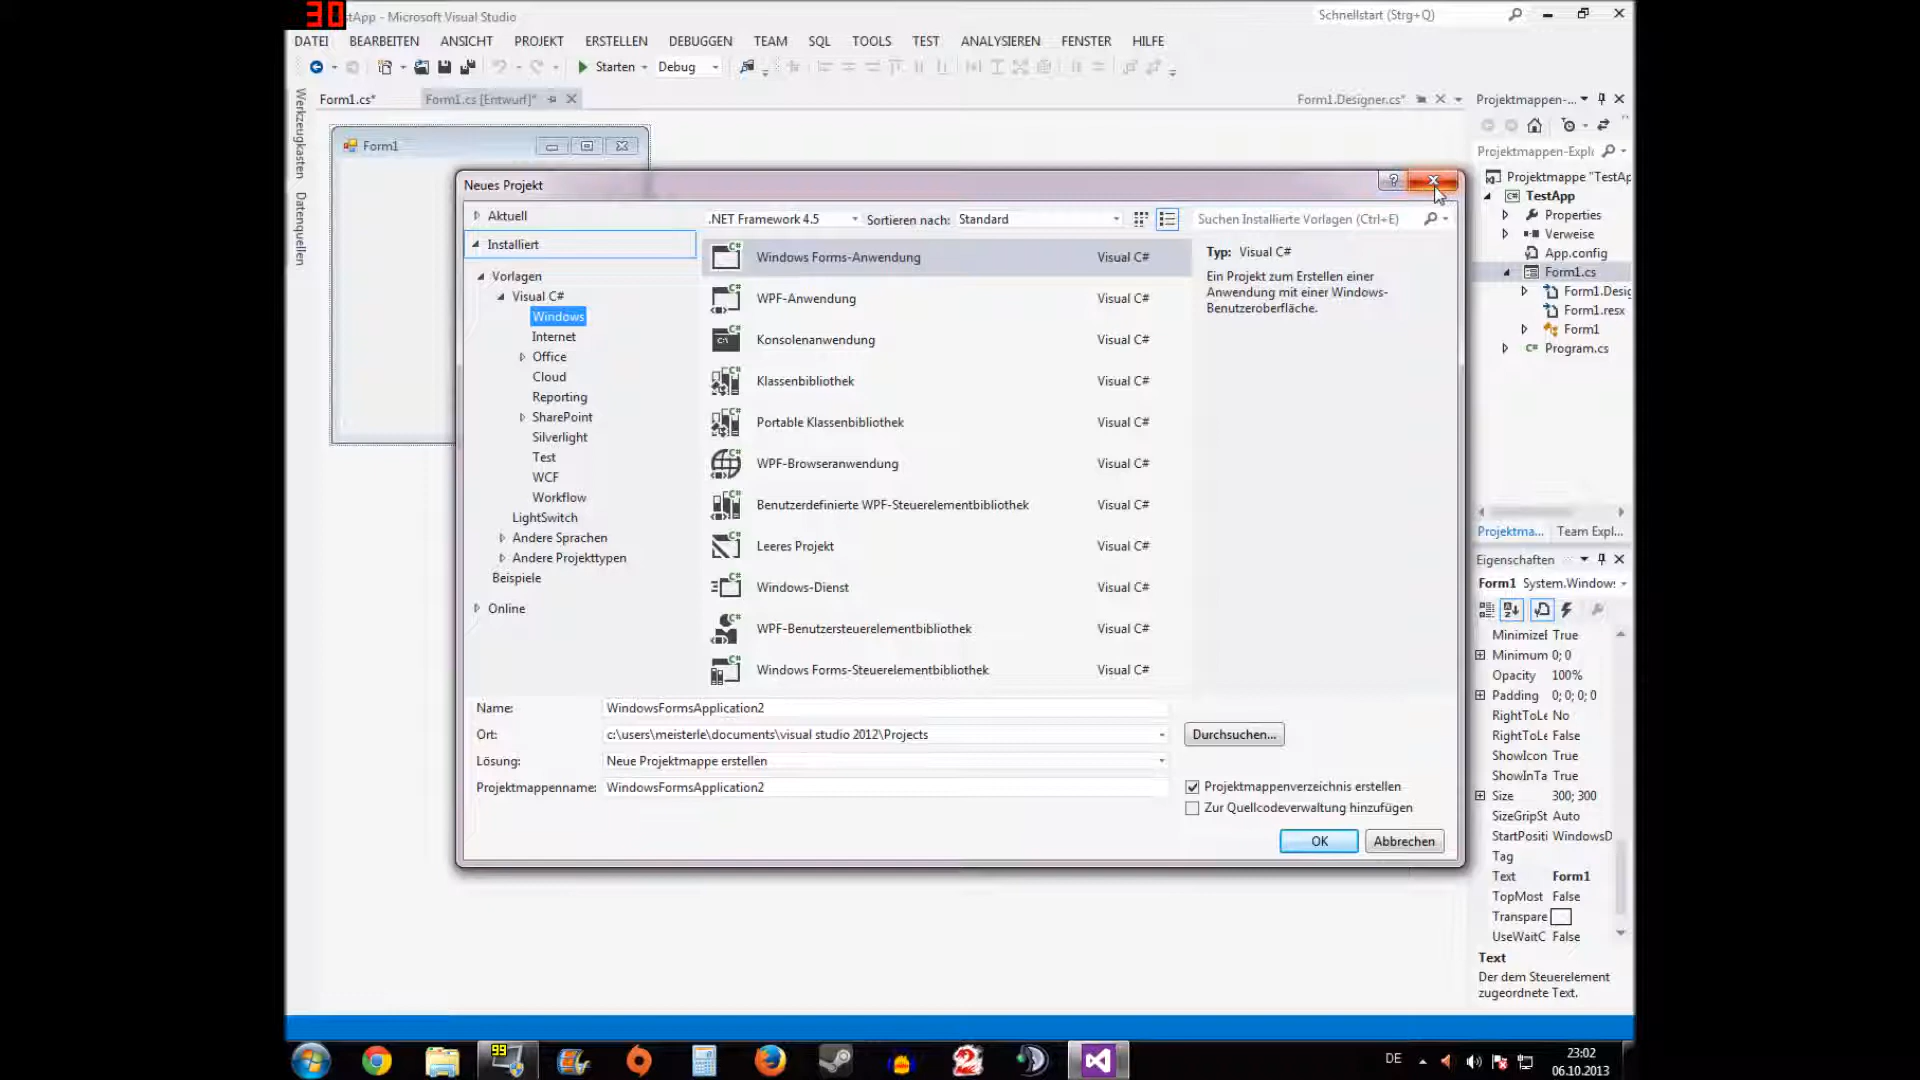 30
stApp - Microsoft Visual Studio
Schnellstart (Strg+Q)
DATEI BEARBEITEN ANSICHT PROJEKT ERSTELLEN DEBUGGEN TEAM SQL TOOLS TEST ANALYSIEREN FENSTER HILFE
Starten Debug
Werkzeugkasten
Datenquellen
Form1.cs*
Form1.cs [Entwurf]*
Form1.Designer.cs*
Form1
Neues Projekt
Aktuell
Installiert
Vorlagen
Visual C#
Windows
Internet
Office
Cloud
Reporting
SharePoint
Silverlight
Test
WCF
Workflow
LightSwitch
Andere Sprachen
Andere Projekttypen
Beispiele
Online
.NET Framework 4.5 Sortieren nach: Standard
Suchen Installierte Vorlagen (Ctrl+E)
Windows Forms-Anwendung Visual C#
WPF-Anwendung Visual C#
Konsolenanwendung Visual C#
Klassenbibliothek Visual C#
Portable Klassenbibliothek Visual C#
WPF-Browseranwendung Visual C#
Benutzerdefinierte WPF-Steuerelementbibliothek Visual C#
Leeres Projekt Visual C#
Windows-Dienst Visual C#
WPF-Benutzersteuerelementbibliothek Visual C#
Windows Forms-Steuerelementbibliothek Visual C#
Typ: Visual C#
Ein Projekt zum Erstellen einer
Anwendung mit einer Windows-
Benutzeroberfläche.
Name: WindowsFormsApplication2
Ort: c:\users\meisterle\documents\visual studio 2012\Projects
Durchsuchen...
Lösung: Neue Projektmappe erstellen
Projektmappenname: WindowsFormsApplication2
Projektmappenverzeichnis erstellen
Zur Quellcodeverwaltung hinzufügen
OK Abbrechen
Projektmappen-...
Projektmappen-Explo
Projektmappe "TestAp
TestApp
Properties
Verweise
App.config
Form1.cs
Form1.Desig
Form1.resx
Form1
Program.cs
Projektma... Team Expl...
Eigenschaften
Form1 System.Windows
Minimizel True
Minimum 0; 0
Opacity 100%
Padding 0; 0; 0; 0
RightToLe No
RightToLe False
ShowIcon True
ShowInTa True
Size 300; 300
SizeGripSt Auto
StartPositi WindowsD
Tag
Text Form1
TopMost False
Transpare
UseWaitC False
Text
Der dem Steuerelement
zugeordnete Text.
99
DE
23:02
06.10.2013